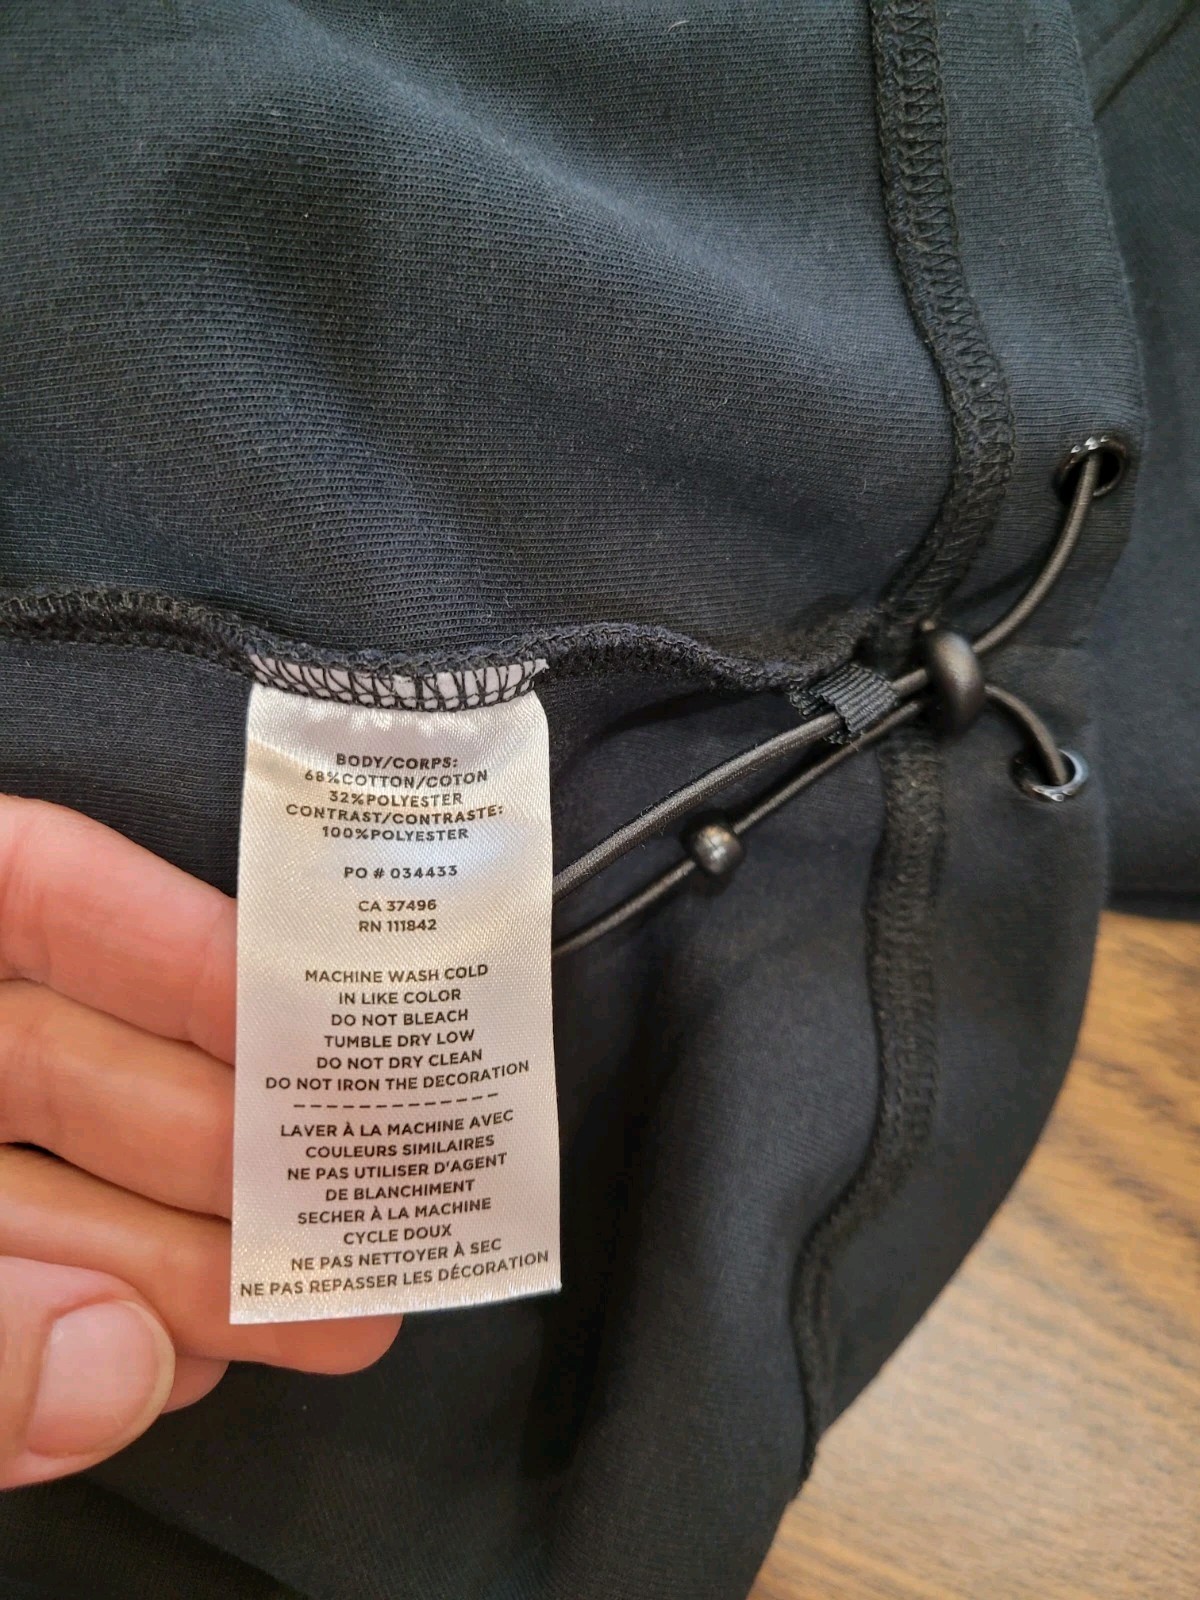 BODY/CORPS:
68%COTTON/COTON
32%POLYESTER
CONTRAST/CONTRASTE:
100%POLYESTER
PO # 034433
CA 37496
RN 111842
MACHINE WASH COLD
IN LIKE COLOR
DO NOT BLEACH
TUMBLE DRY LOW
DO NOT DRY CLEAN
DO NOT IRON THE DECORATION
LAVER À LA MACHINE AVEC
COULEURS SIMILAIRES
NE PAS UTILISER D'AGENT
DE BLANCHIMENT
SECHER À LA MACHINE
CYCLE DOUX
NE PAS NETTOYER À SEC
NE PAS REPASSER LES DÉCORATION